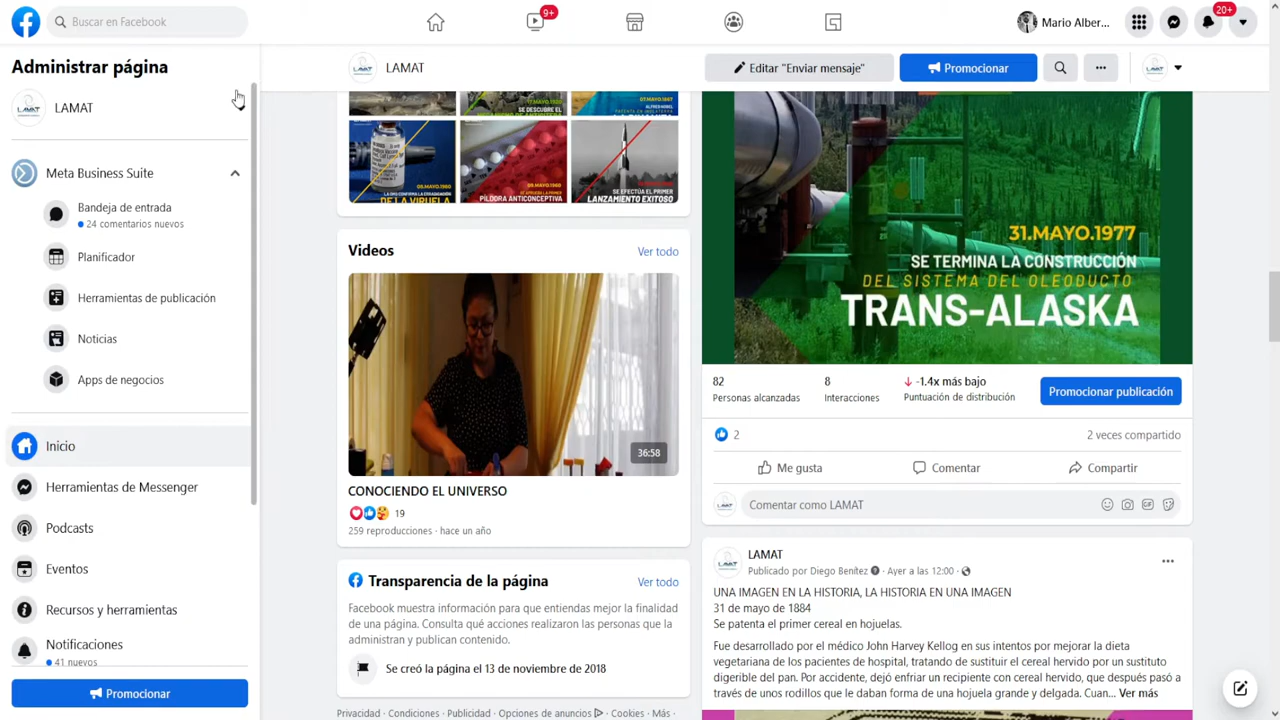 Buscar en Facebook
9+
Mario Alber...
20+
Administrar página
LAMAT
Meta Business Suite
Bandeja de entrada
24 comentarios nuevos
Planificador
Herramientas de publicación
Noticias
Apps de negocios
Inicio
Herramientas de Messenger
Podcasts
Eventos
Recursos y herramientas
Notificaciones
41 nuevos
Promocionar
LAMAT
Editar "Enviar mensaje"
Promocionar
DE LA VIRUELA
PÍLDORA ANTICONCEPTIVA
SE EFECTÚA EL PRIMER
LANZAMIENTO EXITOSO
Videos
Ver todo
36:58
CONOCIENDO EL UNIVERSO
19
259 reproducciones · hace un año
Transparencia de la página
Ver todo
Facebook muestra información para que entiendas mejor la finalidad
de una página. Consulta qué acciones realizaron las personas que la
administran y publican contenido.
Se creó la página el 13 de noviembre de 2018
Privacidad · Condiciones · Publicidad · Opciones de anuncios · Cookies · Más ·
31.MAYO.1977
SE TERMINA LA CONSTRUCCIÓN
DEL SISTEMA DEL OLEODUCTO
TRANS-ALASKA
82
Personas alcanzadas
8
Interacciones
-1.4x más bajo
Puntuación de distribución
Promocionar publicación
2
2 veces compartido
Me gusta
Comentar
Compartir
Comentar como LAMAT
GIF
LAMAT
Publicado por Diego Benítez · Ayer a las 12:00 ·
UNA IMAGEN EN LA HISTORIA, LA HISTORIA EN UNA IMAGEN
31 de mayo de 1884
Se patenta el primer cereal en hojuelas.
Fue desarrollado por el médico John Harvey Kellog en sus intentos por mejorar la dieta
vegetariana de los pacientes de hospital, tratando de sustituir el cereal hervido por un sustituto
digerible del pan. Por accidente, dejó enfriar un recipiente con cereal hervido, que después pasó a
través de unos rodillos que le daban forma de una hojuela grande y delgada. Cuan... Ver más